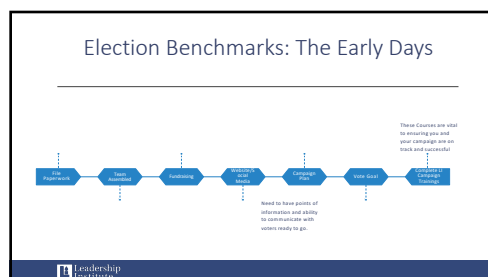 Election Benchmarks: The Early Days
These Courses are vital
to ensuring you and
your campaign are on
track and successful
File
Paperwork
Team
Assembled
Fundraising
Website/S
ocial
Media
Campaign
Plan
Vote Goal
Complete LI
Campaign
Trainings
Need to have points of
information and ability
to communicate with
voters ready to go.
Leadership
Institute